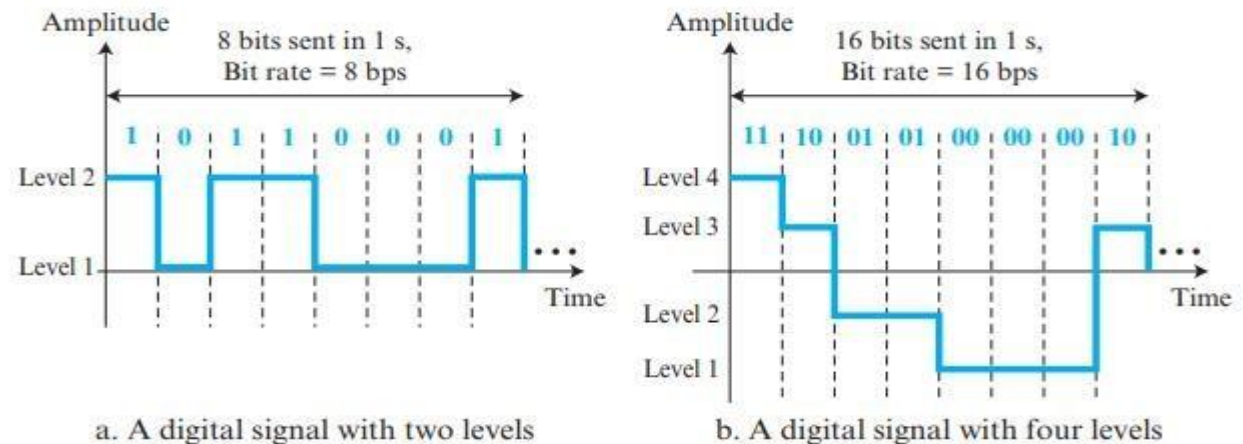 Amplitude
8 bits sent in 1 s,
Bit rate = 8 bps
1 0 1 1 0 0 0 1
Level 2
Level 1
...
Time
a. A digital signal with two levels
Amplitude
16 bits sent in 1 s,
Bit rate = 16 bps
11 10 01 01 00 00 00 10
Level 4
Level 3
...
Time
Level 2
Level 1
b. A digital signal with four levels